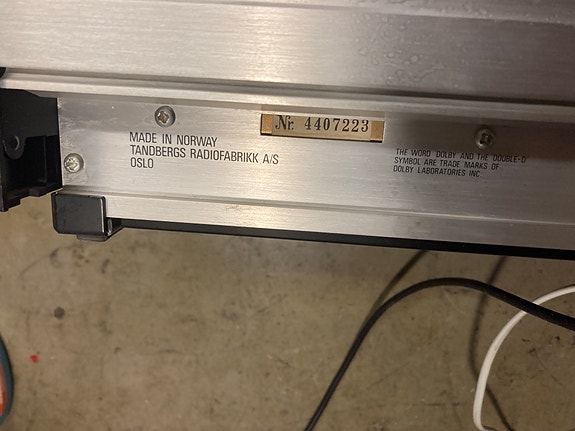 Nr. 4407223
MADE IN NORWAY
TANDBERGS RADIOFABRIKK A/S
OSLO
THE WORD DOLBY AND THE DOUBLE-D
SYMBOL ARE TRADE MARKS OF
DOLBY LABORATORIES INC